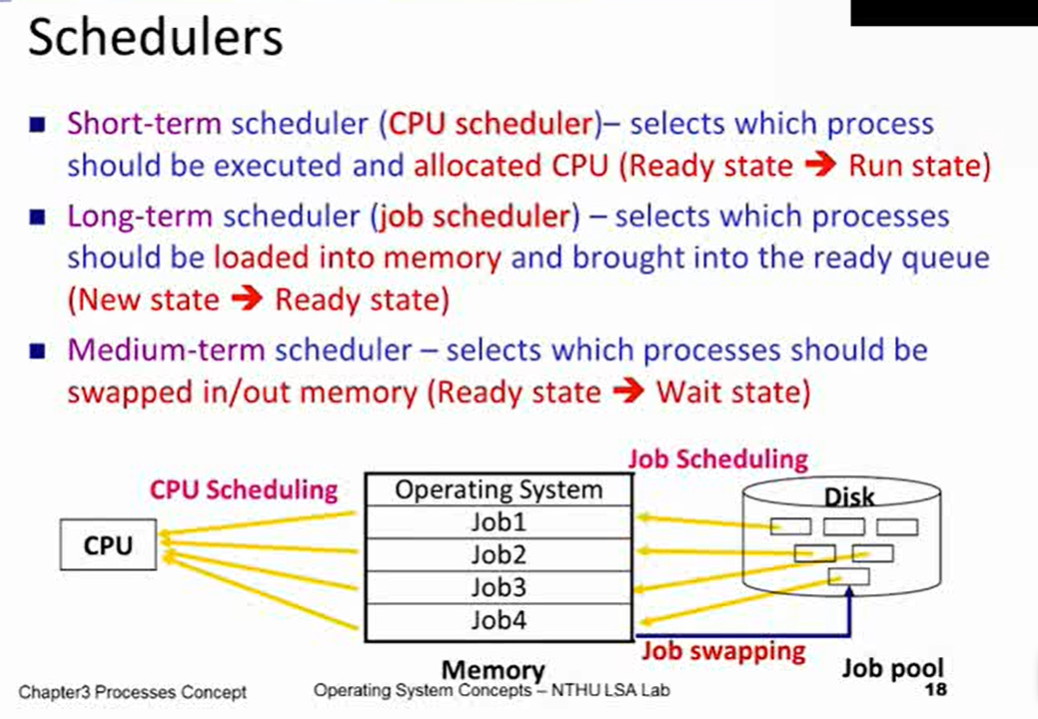 Schedulers
■ Short-term scheduler (CPU scheduler)– selects which process
should be executed and allocated CPU (Ready state ➔ Run state)
■ Long-term scheduler (job scheduler) – selects which processes
should be loaded into memory and brought into the ready queue
(New state ➔ Ready state)
■ Medium-term scheduler – selects which processes should be
swapped in/out memory (Ready state ➔ Wait state)
CPU Scheduling
Job Scheduling
CPU
Operating System
Job1
Job2
Job3
Job4
Disk
Job swapping
Memory
Job pool
Chapter3 Processes Concept
Operating System Concepts – NTHU LSA Lab
18